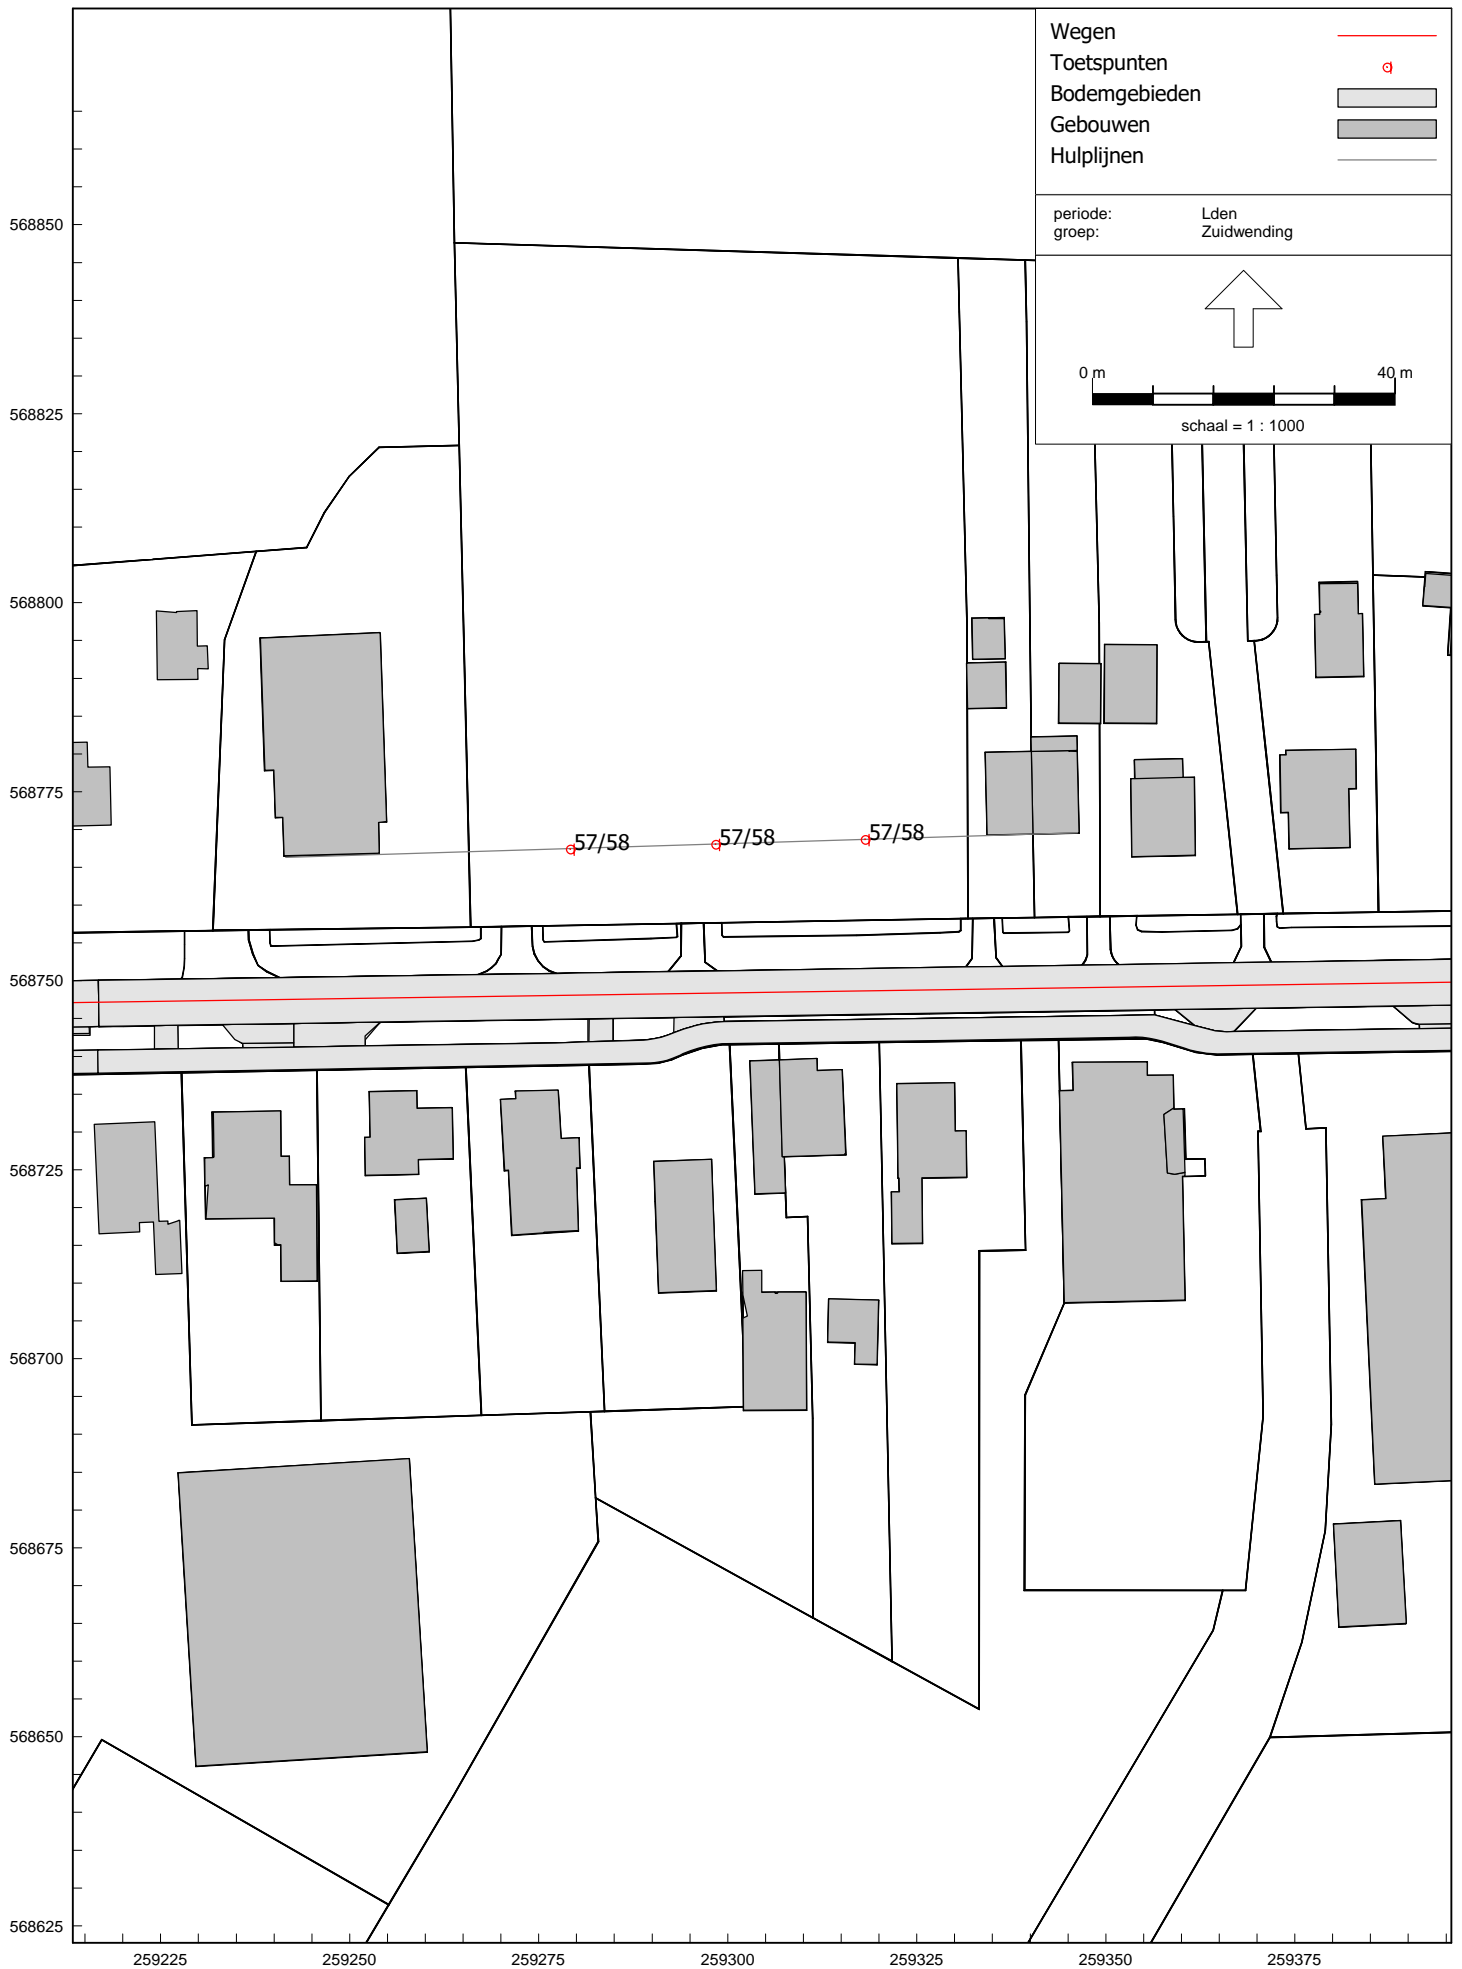 Wegen
Toetspunten
Bodemgebieden
Gebouwen
Hulplijnen
periode: Lden
groep: Zuidwending
0 m 40 m
schaal = 1 : 1000
568850
568825
568800
568775
57/58 57/58 57/58
568750
568725
568700
568675
568650
568625
259225 259250 259275 259300 259325 259350 259375